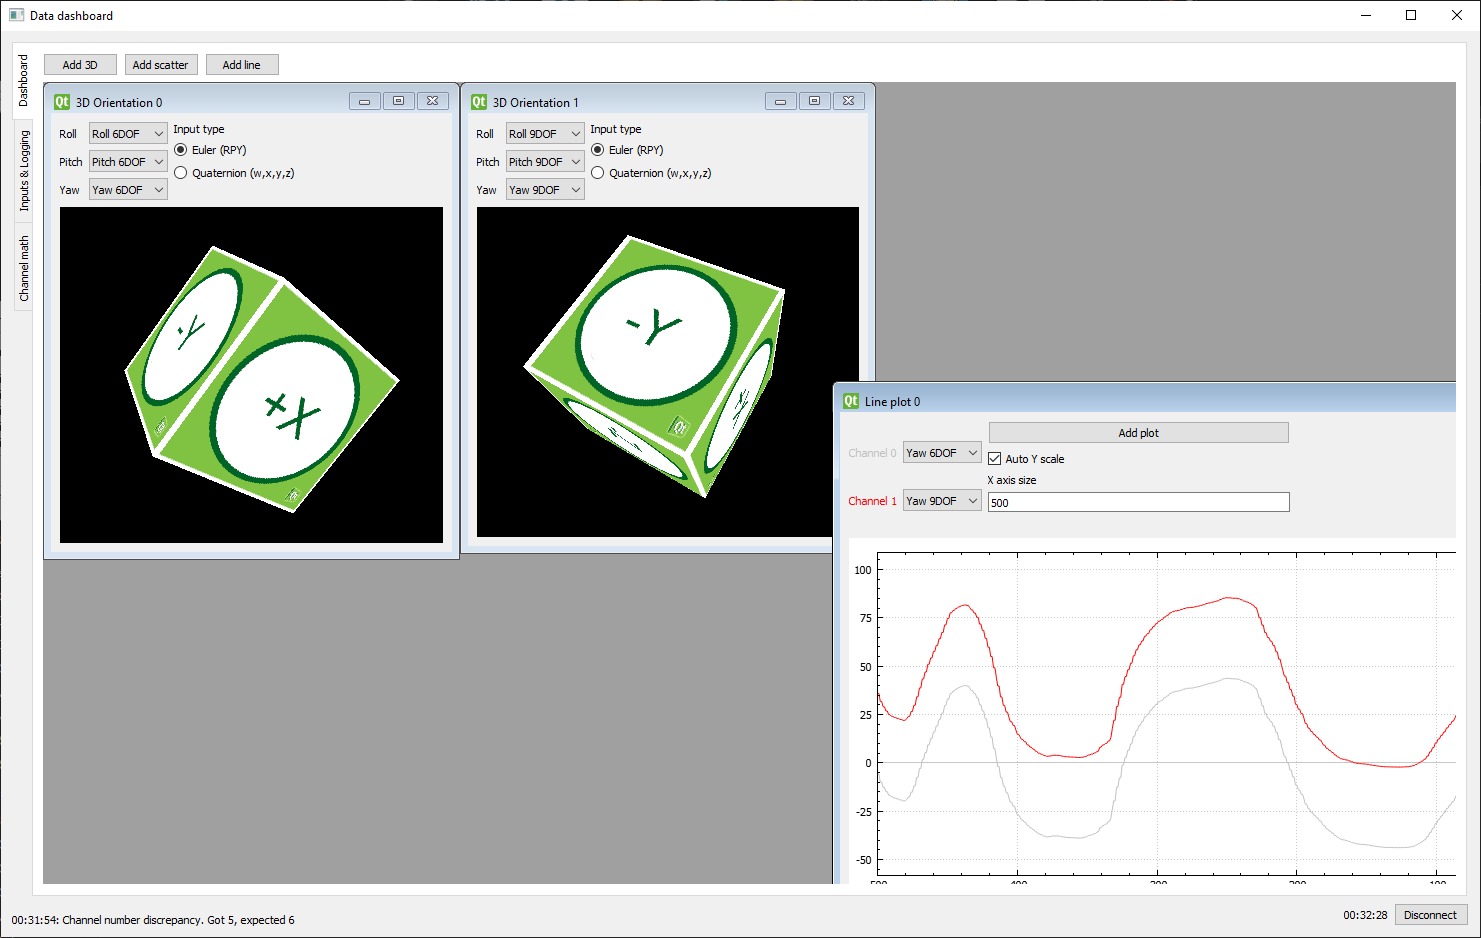 Data dashboard
Dashboard
Inputs & Logging
Channel math
Add 3D
Add scatter
Add line
Qt 3D Orientation 0
Roll Roll 6DOF Input type
Euler (RPY)
Pitch Pitch 6DOF
Quaternion (w,x,y,z)
Yaw Yaw 6DOF
-Y
+X
Qt 3D Orientation 1
Roll Roll 9DOF Input type
Euler (RPY)
Pitch Pitch 9DOF
Quaternion (w,x,y,z)
Yaw Yaw 9DOF
-Y
Qt
Qt Line plot 0
Add plot
Channel 0 Yaw 6DOF
Auto Y scale
X axis size
Channel 1 Yaw 9DOF
500
100
75
50
25
0
-25
-50
00:31:54: Channel number discrepancy. Got 5, expected 6
00:32:28 Disconnect